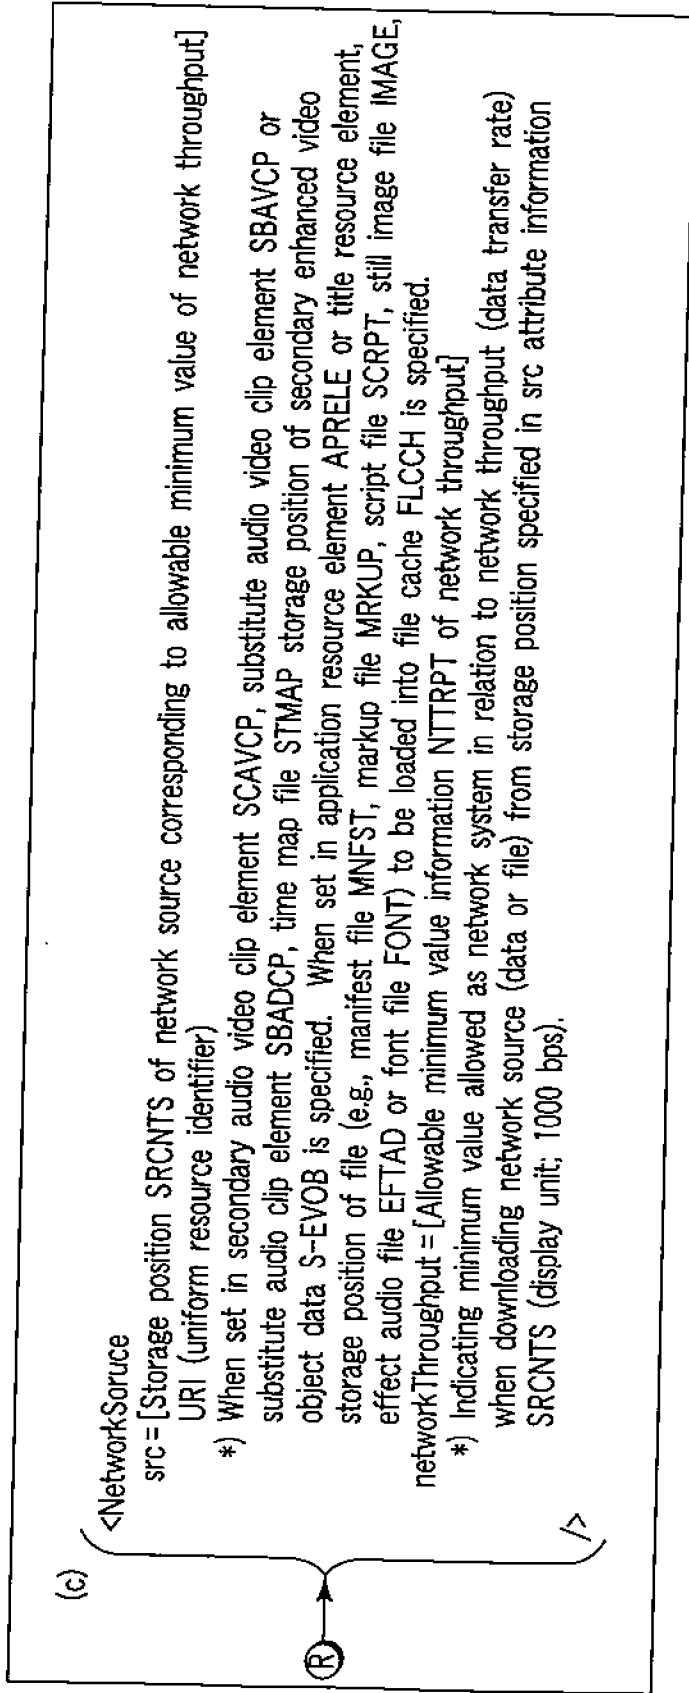 (c)
<NetworkSoruce
src=[Storage position SRCNTS of network source corresponding to allowable minimum value of network throughput]
URI (uniform resource identifier)
*) When set in secondary audio video clip element SCAVCP, substitute audio video clip element SBAVCP or
substitute audio clip element SBADCP, time map file STMAP storage position of secondary enhanced video
object data S-EVOB is specified. When set in application resource element APRELE or title resource element,
storage position of file (e.g., manifest file MNFST, markup file MRKUP, script file SCRPT, still image file IMAGE,
effect audio file EFTAD or font file FONT) to be loaded into file cache FLCCH is specified.
networkThroughput=[Allowable minimum value information NTTRPT of network throughput]
*) Indicating minimum value allowed as network system in relation to network throughput (data transfer rate)
when downloading network source (data or file) from storage position specified in src attribute information
SRCNTS (display unit; 1000 bps).
/>
R